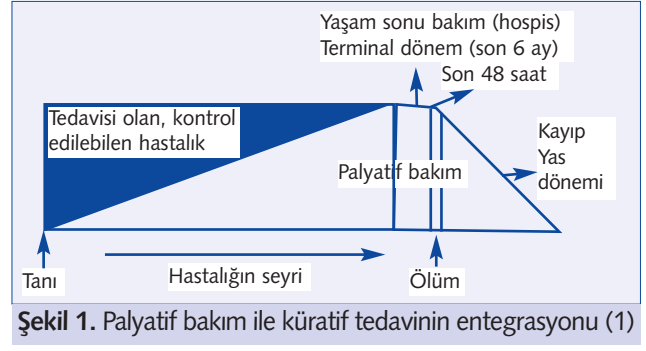 Yaşam sonu bakım (hospis)
Terminal dönem (son 6 ay)
Son 48 saat
Tedavisi olan, kontrol
edilebilen hastalık
Kayıp
Yas
dönemi
Palyatif bakım
Tanı
Hastalığın seyri
Ölüm
Şekil 1. Palyatif bakım ile küratif tedavinin entegrasyonu (1)